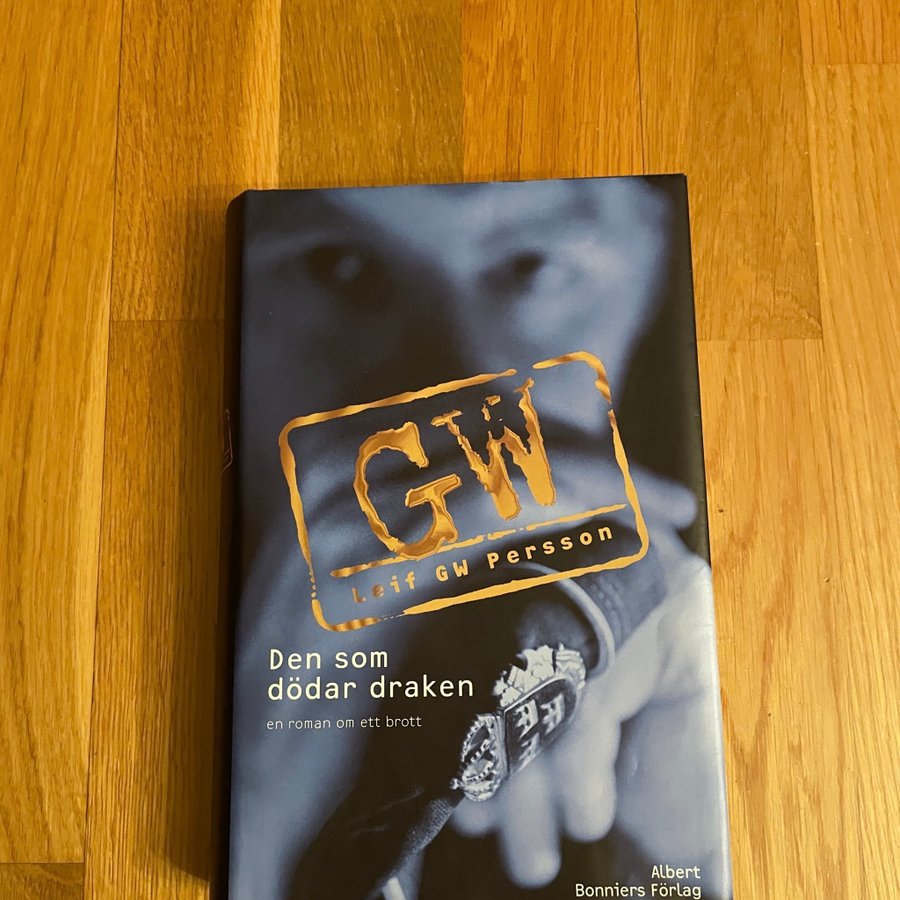 GW
Leif GW Persson
Den som
dödar draken
en roman om ett brott
Albert
Bonniers Förlag